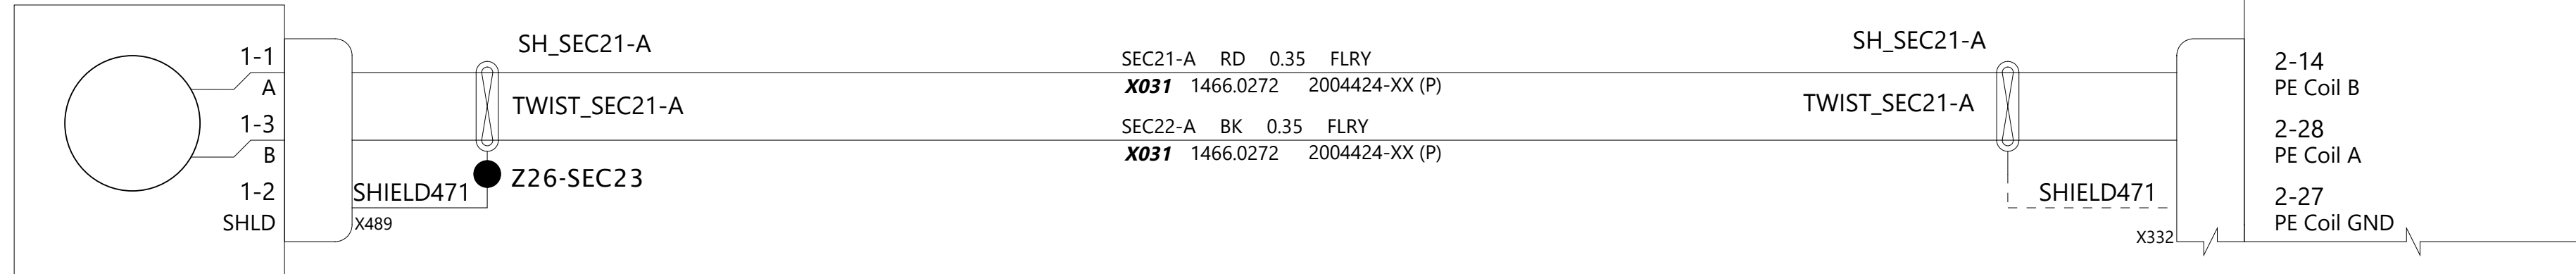 1-1
A
1-3
B
1-2
SHLD
X489
SHIELD471
SH_SEC21-A
TWIST_SEC21-A
Z26-SEC23
SEC21-A RD 0.35 FLRY
X031 1466.0272 2004424-XX (P)
SEC22-A BK 0.35 FLRY
X031 1466.0272 2004424-XX (P)
SH_SEC21-A
TWIST_SEC21-A
SHIELD471
X332
2-14
PE Coil B
2-28
PE Coil A
2-27
PE Coil GND